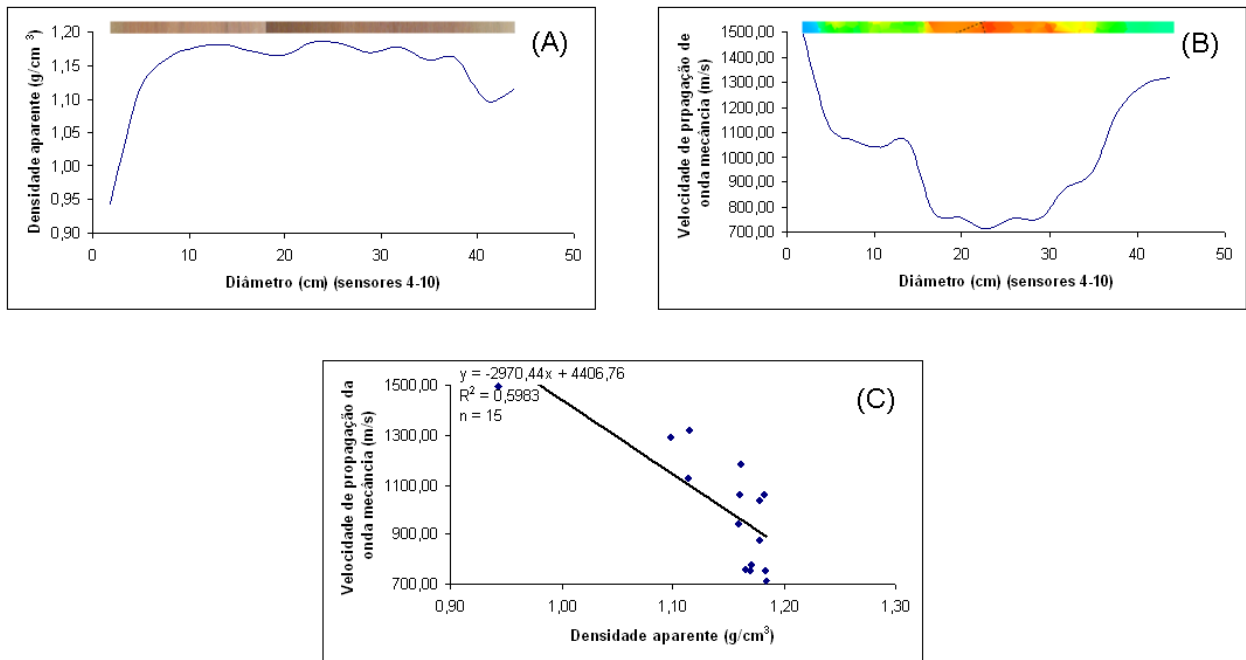 (A)
1,20
1,15
1,10
1,05
1,00
0,95
0,90
Densidade aparente (g/cm³)
0 10 20 30 40 50
Diâmetro (cm) (sensores 4-10)
(B)
1500,00
1400,00
1300,00
1200,00
1100,00
1000,00
900,00
800,00
700,00
Velocidade de prpagação de
onda mecância (m/s)
0 10 20 30 40 50
Diâmetro (cm) (sensores 4-10)
(C)
y = -2970,44x + 4406,76
R² = 0,5983
n = 15
1500,00
1300,00
1100,00
900,00
700,00
Velocidade de propagação da
onda mecância (m/s)
0,90 1,00 1,10 1,20 1,30
Densidade aparente (g/cm³)